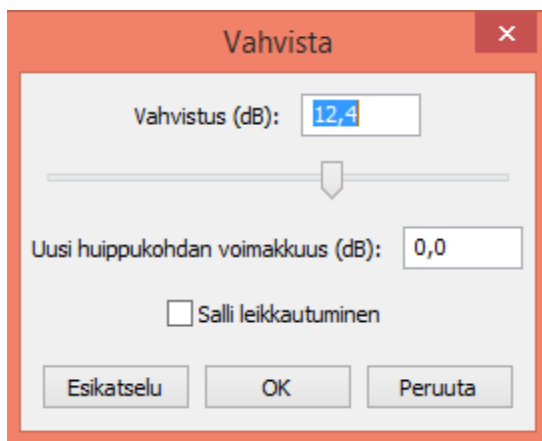 Vahvista
Vahvistus (dB): 12,4
Uusi huippukohdan voimakkuus (dB): 0,0
Salli leikkautuminen
Esikatselu OK Peruuta